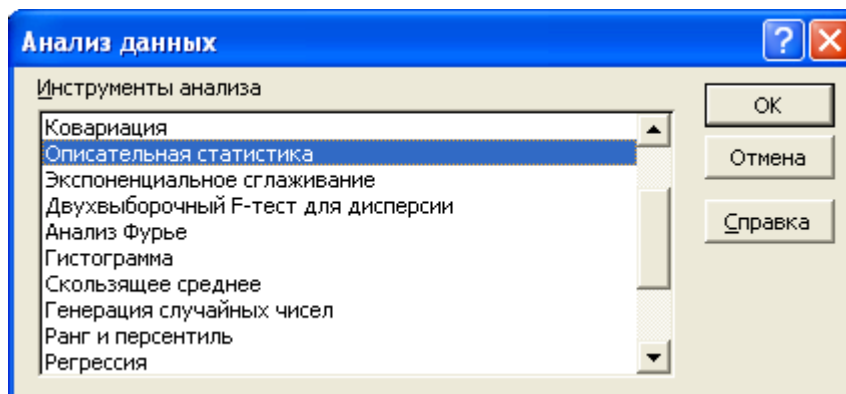 Анализ данных
Инструменты анализа
Ковариация
Описательная статистика
Экспоненциальное сглаживание
Двухвыборочный F-тест для дисперсии
Анализ Фурье
Гистограмма
Скользящее среднее
Генерация случайных чисел
Ранг и персентиль
Регрессия
OK
Отмена
Справка